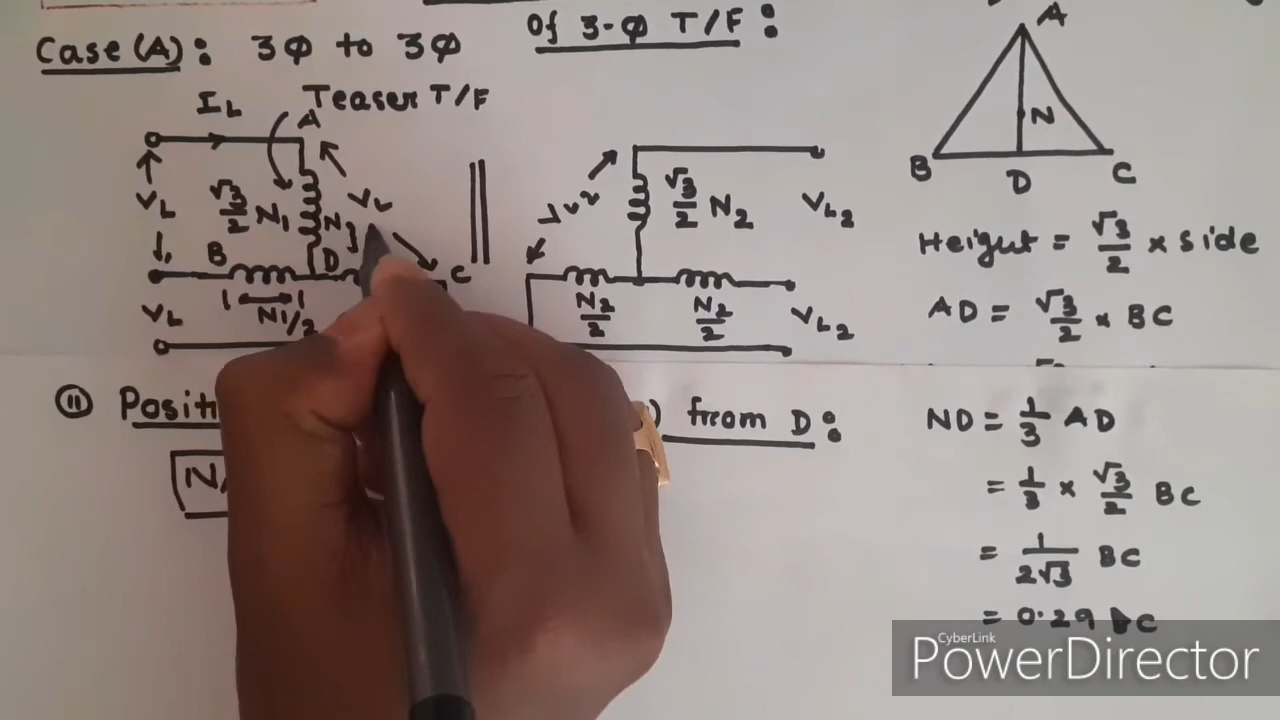 Of 3-φ T/F:
Case (A): 3φ to 3φ
IL
Teaser T/F
A
VL
√3/2 N1
N
VL
B
D
C
N1/2
VL
VL2
√3/2 N2
VL2
N2/2
N2/2
VL2
A
N
B
D
C
Height = √3/2 × side
AD = √3/2 × BC
ND = 1/3 AD
= 1/3 × √3/2 BC
= 1/2√3 BC
= 0.29 BC
(ii)
from D:
CyberLink
PowerDirector